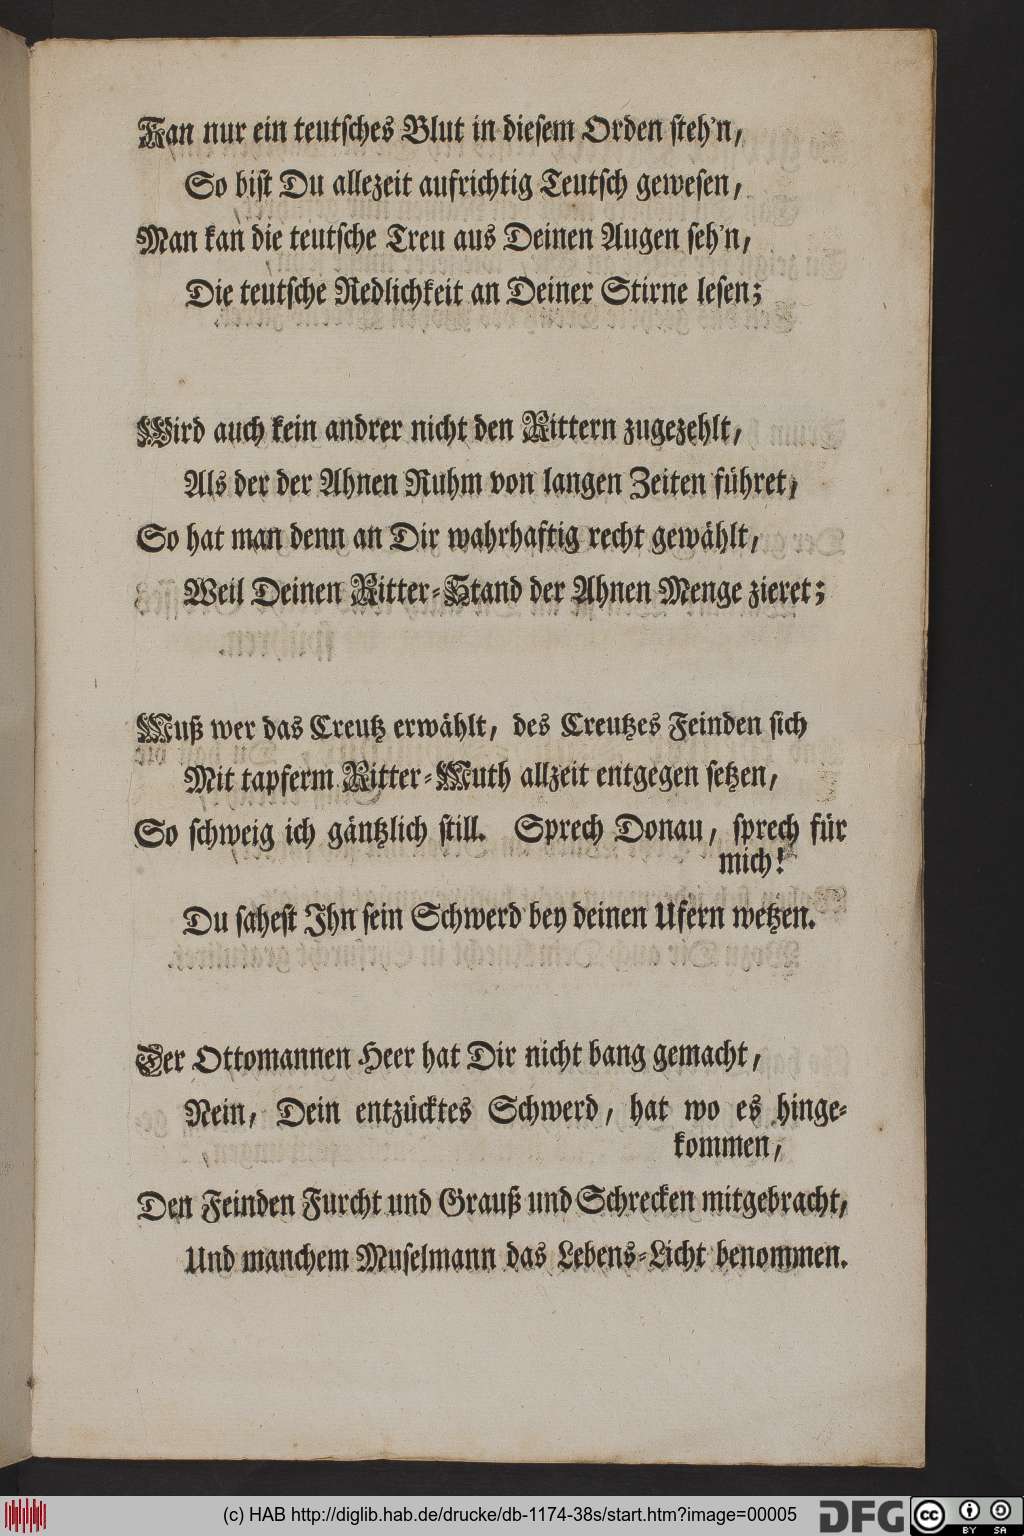 Kan nur ein teutsches Blut in diesem Orden steh'n,
So bist Du allezeit aufrichtig Teutsch gewesen,
Man kan die teutsche Treu aus Deinen Augen seh'n,
Die teutsche Redlichkeit an Deiner Stirne lesen;
Wird auch kein andrer nicht den Rittern zugezehlt,
Als der der Ahnen Ruhm von langen Zeiten führet,
So hat man denn an Dir wahrhaftig recht gewählt,
Weil Deinen Ritter-Stand der Ahnen Menge zieret;
Muß wer das Creutz erwählt, des Creutzes Feinden sich
Mit tapferm Ritter-Muth allzeit entgegen setzen,
So schweig ich gäntzlich still. Sprech Donau, sprech für
mich!
Du sahest Ihn sein Schwerd bey deinen Ufern wetzen.
Der Ottomannen Heer hat Dir nicht bang gemacht,
Nein, Dein entzücktes Schwerd, hat wo es hinge-
kommen,
Den Feinden Furcht und Grauß und Schrecken mitgebracht,
Und manchem Muselmann das Lebens-Licht benommen.
(c) HAB http://diglib.hab.de/drucke/db-1174-38s/start.htm?image=00005
DFG
cc BY SA